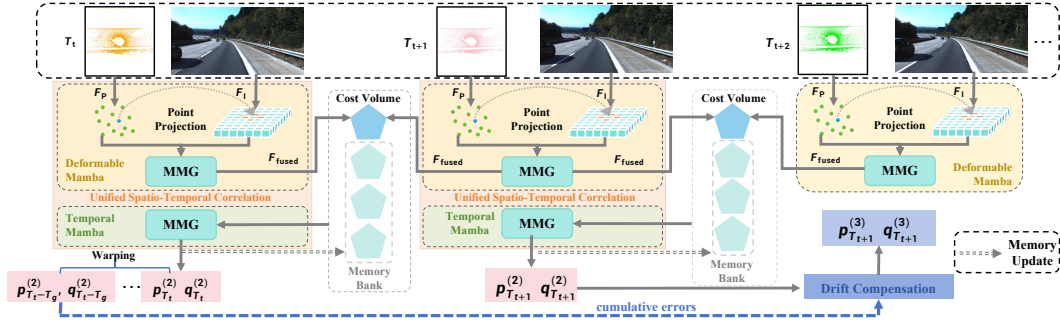 T_t
T_{t+1}
T_{t+2}
...
F_P
F_I
Point
Projection
Deformable
Mamba
MMG
F_fused
Cost Volume
Unified Spatio-Temporal Correlation
Temporal
Mamba
MMG
Memory
Bank
F_P
F_I
Point
Projection
MMG
F_fused
F_fused
Cost Volume
Unified Spatio-Temporal Correlation
Temporal
Mamba
MMG
Memory
Bank
F_P
F_I
Point
Projection
F_fused
MMG
Deformable
Mamba
Warping
p^{(2)}_{T_t-T_g}, q^{(2)}_{T_t-T_g} ... p^{(2)}_{T_t} q^{(2)}_{T_t}
p^{(2)}_{T_{t+1}} q^{(2)}_{T_{t+1}}
p^{(3)}_{T_{t+1}} q^{(3)}_{T_{t+1}}
Drift Compensation
cumulative errors
Memory
Update